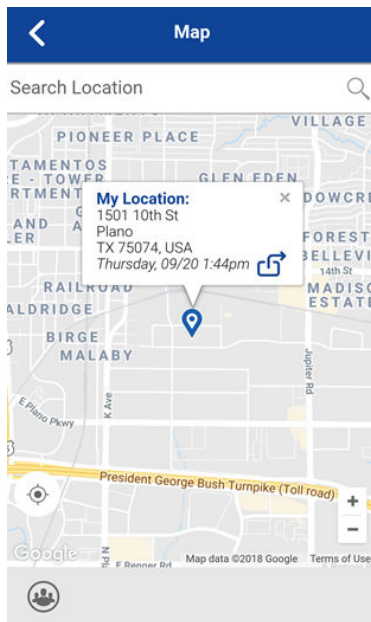 Map
Search Location
VILLAGE
PIONEER PLACE
TAMENTOS
E - TOWER
GLEN EDEN
RTMENT
My Location:
1501 10th St
Plano
TX 75074, USA
Thursday, 09/20 1:44pm
DOWCRE
AND
LER
FOREST
BELLEVI
14th St
RAILROAD
MADISO
ESTATE
ALDRIDGE
BIRGE
MALABY
Jupiter Rd
K Ave
E Plano Pkwy
President George Bush Turnpike (Toll road)
+
−
Google
N Pl
E Renner Rd
Map data ©2018 Google
Terms of Use